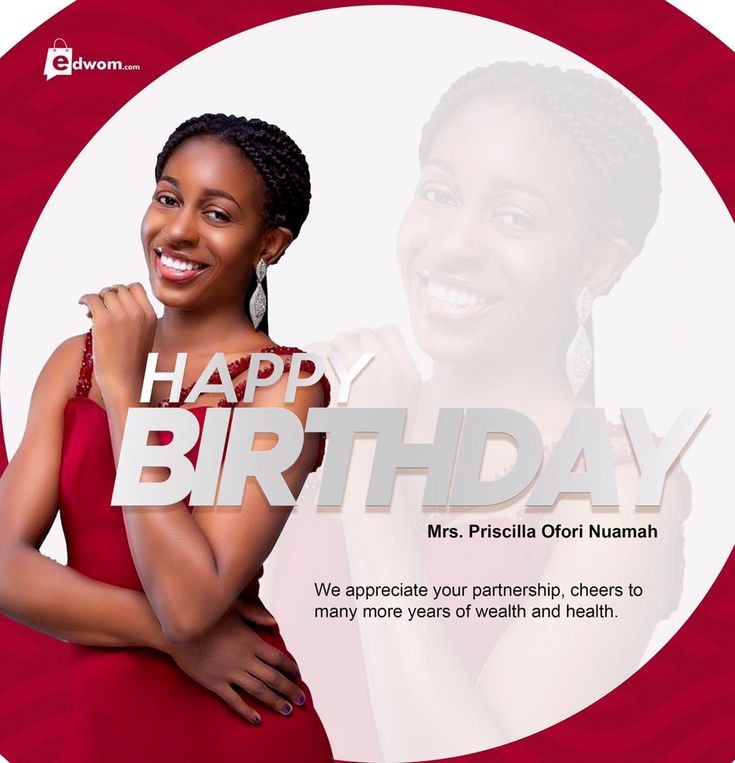 edwom.com
HAPPY
BIRTHDAY
Mrs. Priscilla Ofori Nuamah
We appreciate your partnership, cheers to
many more years of wealth and health.